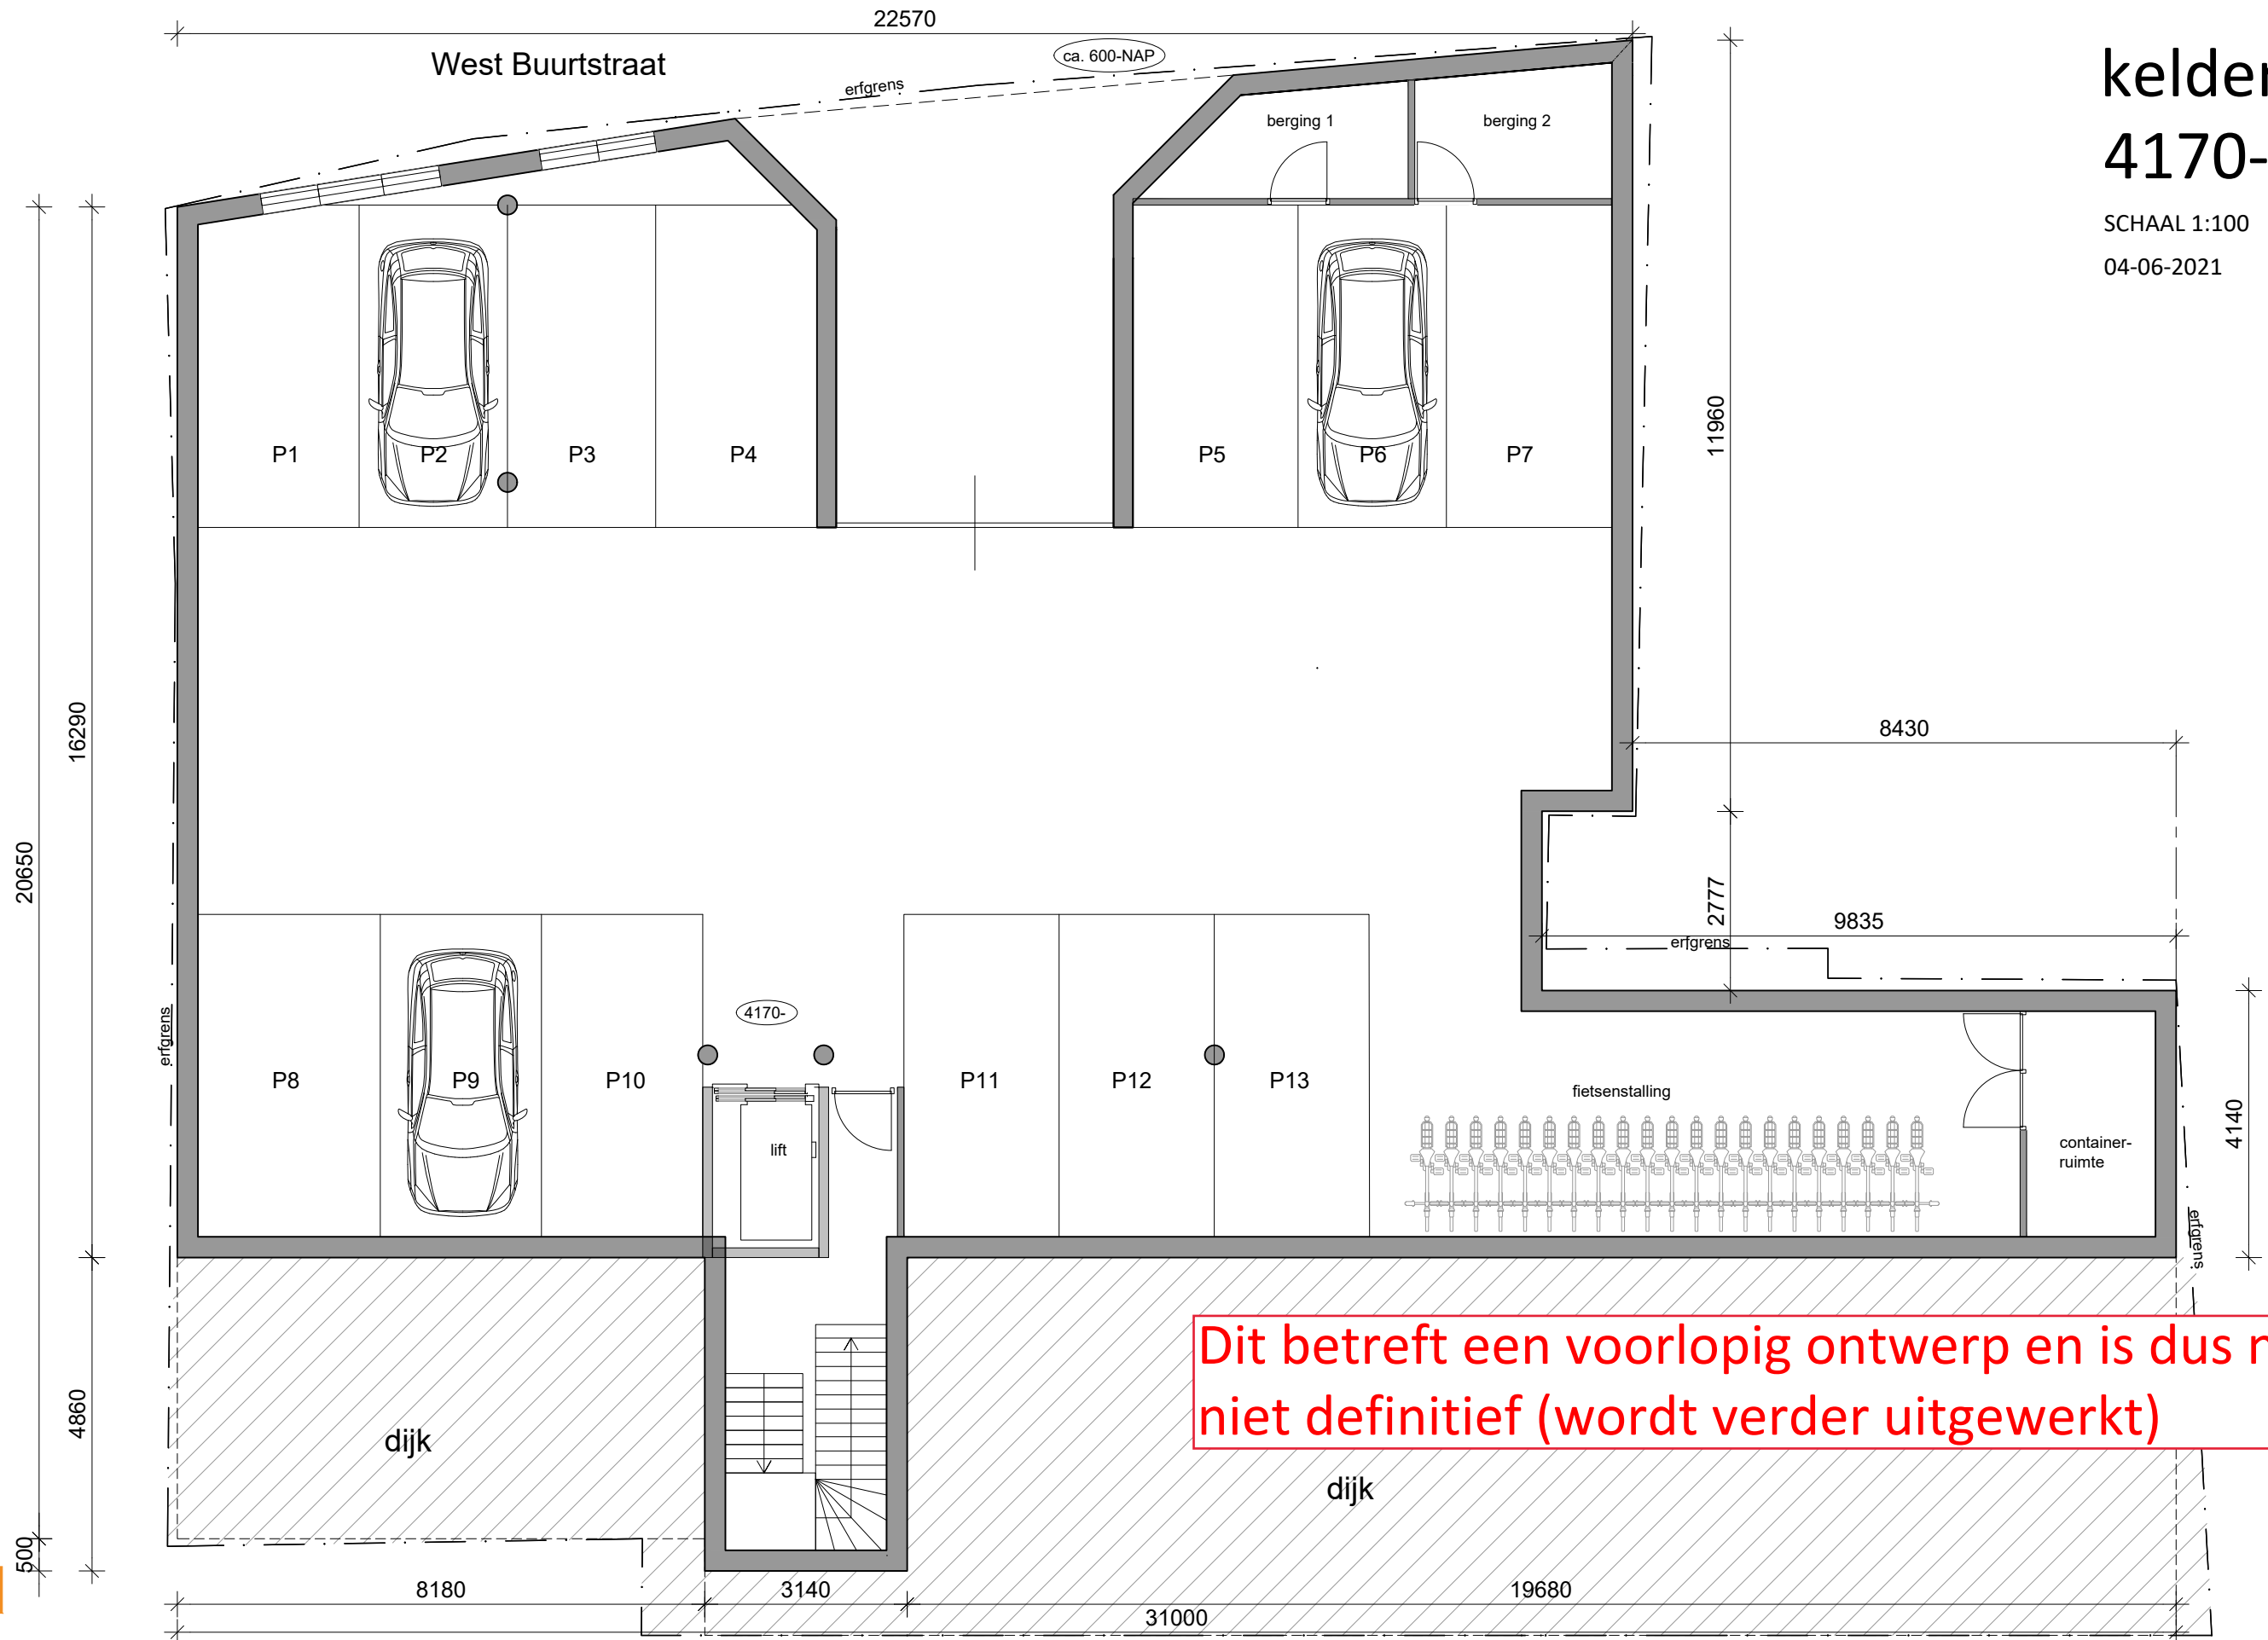 22570
West Buurtstraat
ca. 600-NAP
erfgrens
kelder
4170-
SCHAAL 1:100
04-06-2021
berging 1
berging 2
P1
P2
P3
P4
P5
P6
P7
11960
16290
20650
8430
2777
9835
erfgrens
erfgrens
4170-
P8
P9
P10
P11
P12
P13
lift
fietsenstalling
container-
ruimte
4140
erfgrens
Dit betreft een voorlopig ontwerp en is dus
niet definitief (wordt verder uitgewerkt)
4860
dijk
dijk
500
8180
3140
19680
31000